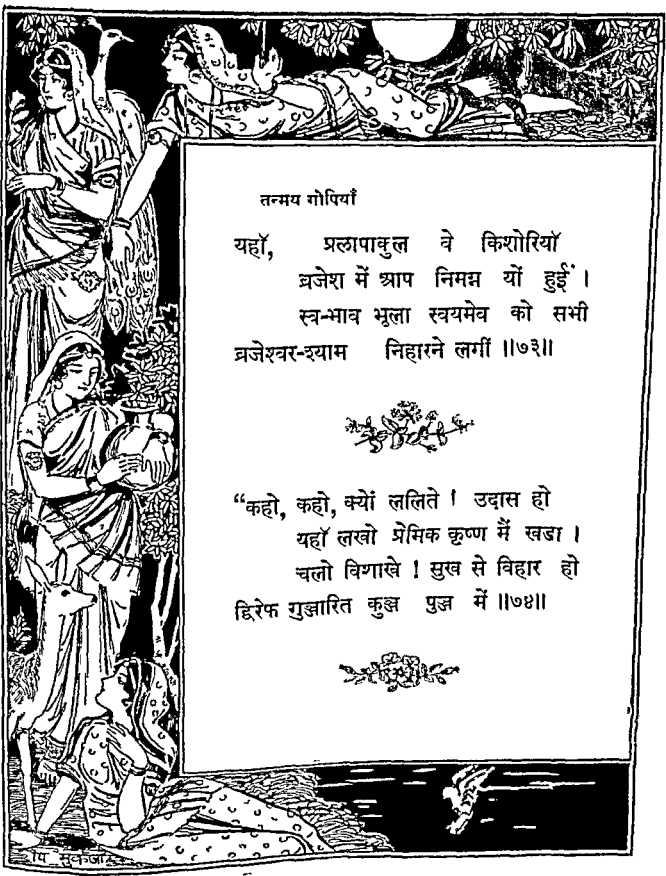 तन्मय गोपियाँ
यहाँ, प्रलापाकुल वे किशोरियाँ
व्रजेश में आप निमग्न यों हुईं ।
स्व-भाव भूला स्वयमेव को सभी
व्रजेश्वर-श्याम निहारने लगीं ॥७३॥
“कहो, कहो, क्यों ललिते ! उदास हो
यहाँ लखो प्रेमिक कृष्ण मैं खडा ।
चलो विशाखे ! सुख से विहार हो
द्विरेफ गुञ्जारित कुञ्ज पुञ्ज में ॥७४॥